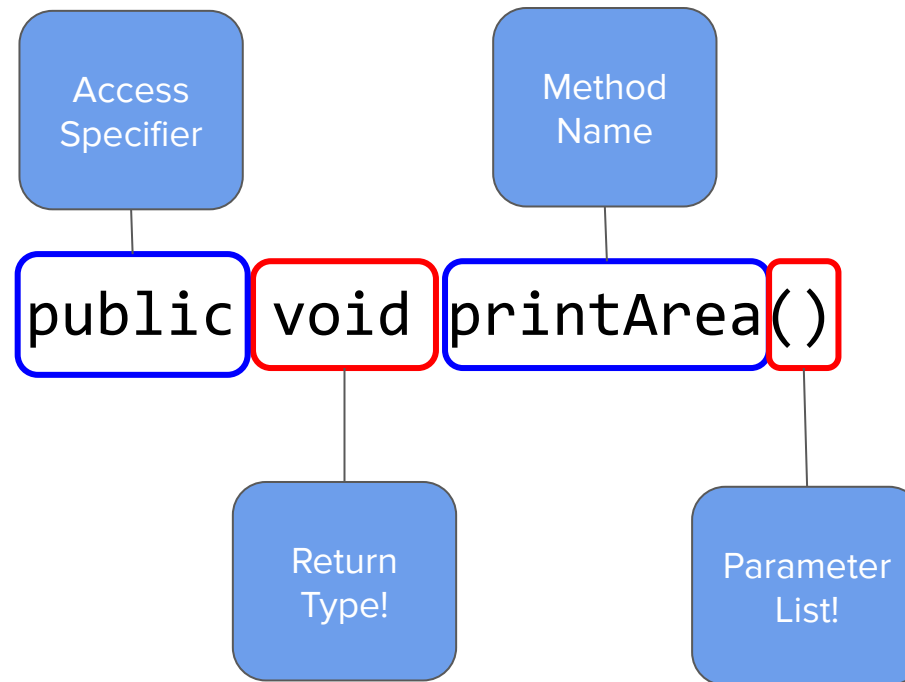 Access
Specifier
Method
Name
public void printArea()
Return
Type!
Parameter
List!